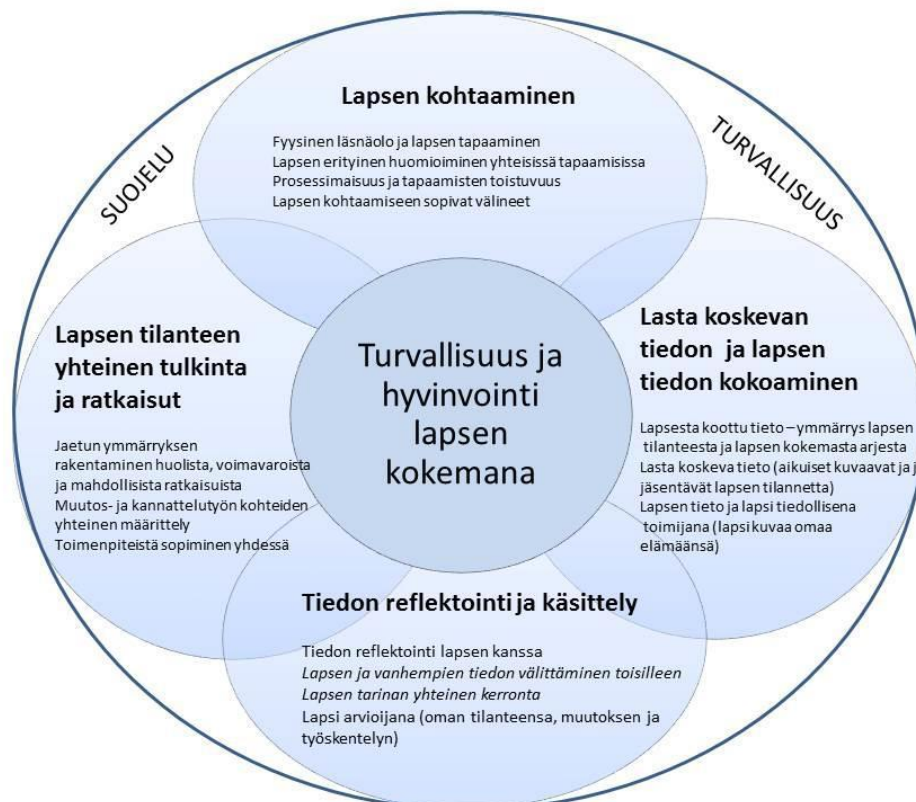 Lapsen kohtaaminen
Fyysinen läsnäolo ja lapsen tapaaminen
Lapsen erityinen huomioiminen yhteisissä tapaamisissa
Prosessimaisuus ja tapaamisten toistuvuus
Lapsen kohtaamiseen sopivat välineet
SUOJELU
TURVALLISUUS
Lapsen tilanteen
yhteinen tulkinta
ja ratkaisut
Jaetun ymmärryksen
rakentaminen huolista, voimavaroista
ja mahdollisista ratkaisuista
Muutos- ja kannattelutyön kohteiden
yhteinen määrittely
Toimenpiteistä sopiminen yhdessä
Turvallisuus ja
hyvinvointi
lapsen
kokemana
Lasta koskevan
tiedon ja lapsen
tiedon kokoaminen
Lapsesta koottu tieto – ymmärrys lapsen
tilanteesta ja lapsen kokemasta arjesta
Lasta koskeva tieto (aikuiset kuvaavat ja j
jäsentävät lapsen tilannetta)
Lapsen tieto ja lapsi tiedollisena
toimijana (lapsi kuvaa omaa
elämäänsä)
Tiedon reflektointi ja käsittely
Tiedon reflektointi lapsen kanssa
Lapsen ja vanhempien tiedon välittäminen toisilleen
Lapsen tarinan yhteinen kerronta
Lapsi arvioijana (oman tilanteensa, muutoksen ja
työskentelyn)